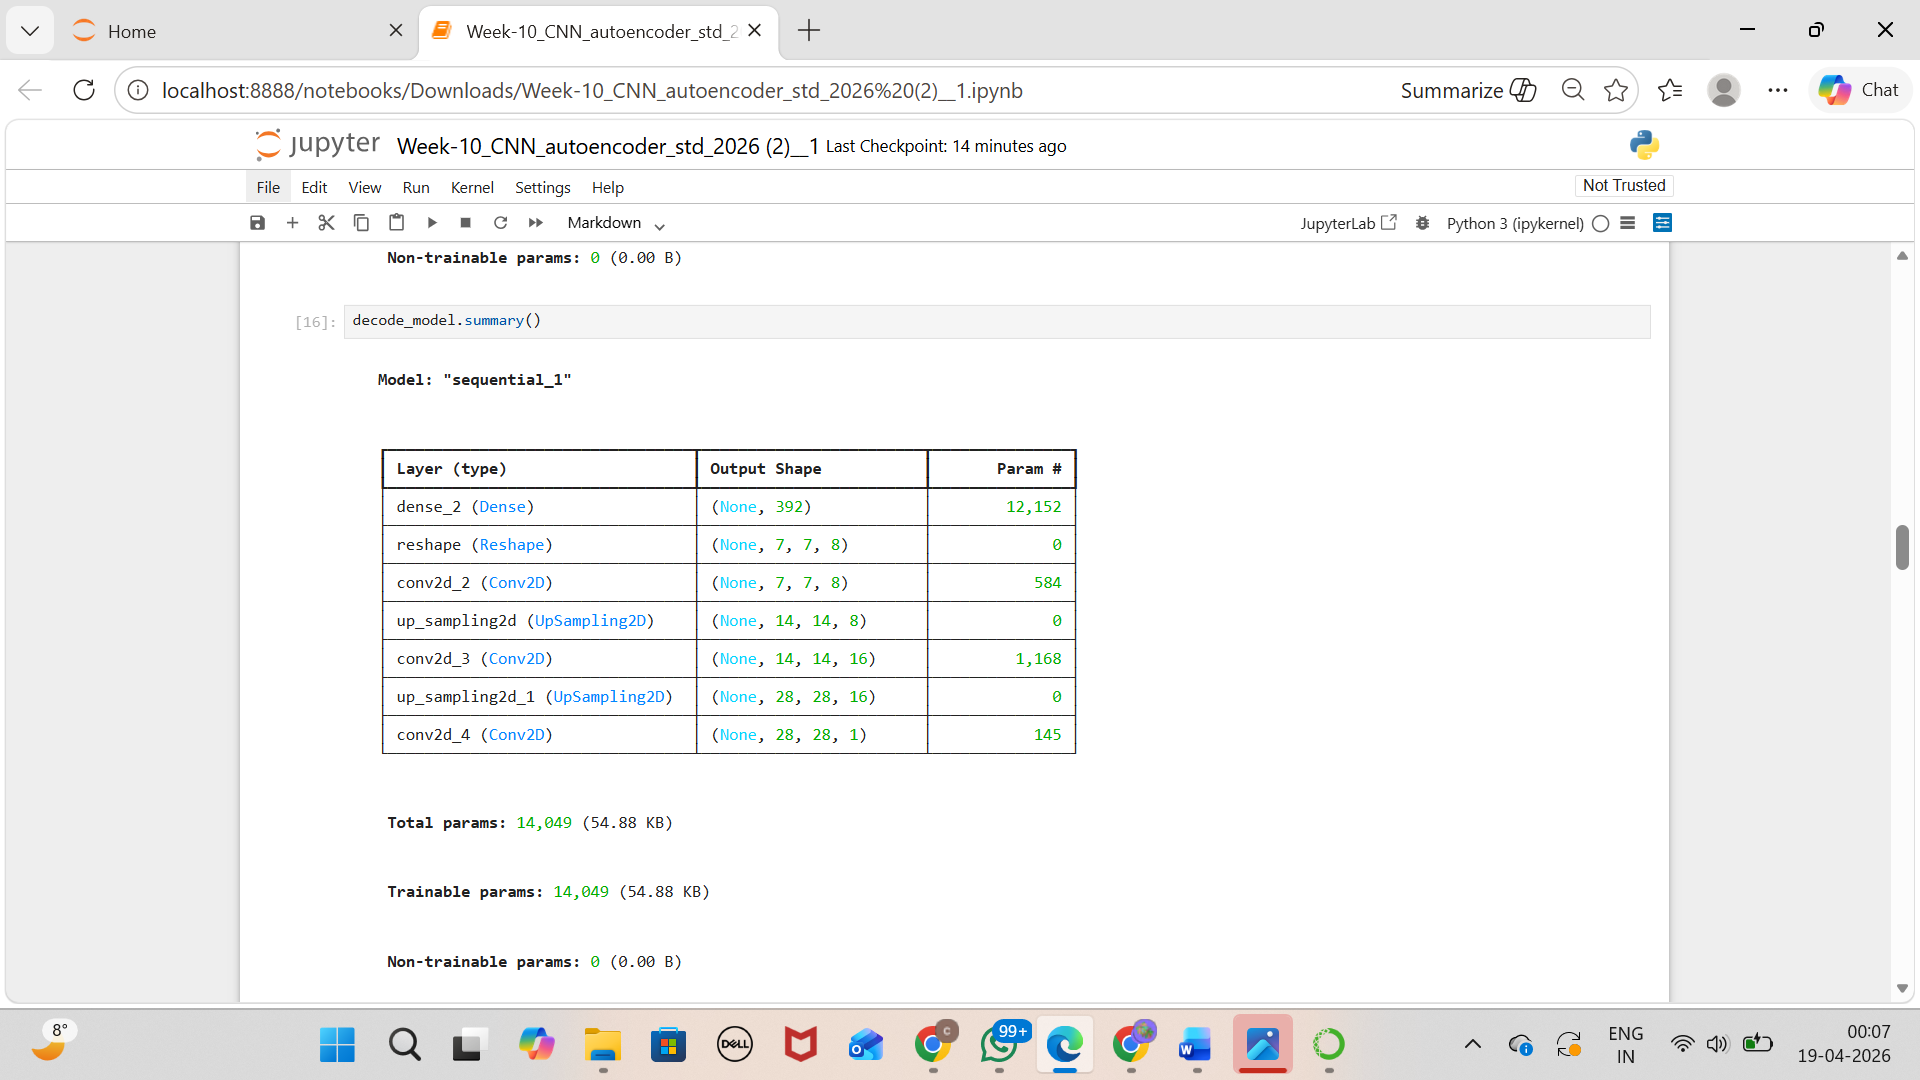 Home
Week-10_CNN_autoencoder_std_2
localhost:8888/notebooks/Downloads/Week-10_CNN_autoencoder_std_2026%20(2)__1.ipynb
Summarize
Chat
jupyter
Week-10_CNN_autoencoder_std_2026 (2)__1 Last Checkpoint: 14 minutes ago
File Edit View Run Kernel Settings Help
Not Trusted
Markdown
JupyterLab
Python 3 (ipykernel)
Non-trainable params: 0 (0.00 B)
[16]: decode_model.summary()
Model: "sequential_1"
Layer (type) Output Shape Param #
dense_2 (Dense) (None, 392) 12,152
reshape (Reshape) (None, 7, 7, 8) 0
conv2d_2 (Conv2D) (None, 7, 7, 8) 584
up_sampling2d (UpSampling2D) (None, 14, 14, 8) 0
conv2d_3 (Conv2D) (None, 14, 14, 16) 1,168
up_sampling2d_1 (UpSampling2D) (None, 28, 28, 16) 0
conv2d_4 (Conv2D) (None, 28, 28, 1) 145
Total params: 14,049 (54.88 KB)
Trainable params: 14,049 (54.88 KB)
Non-trainable params: 0 (0.00 B)
8°
DELL
C
99+
W
ENG
IN
00:07
19-04-2026